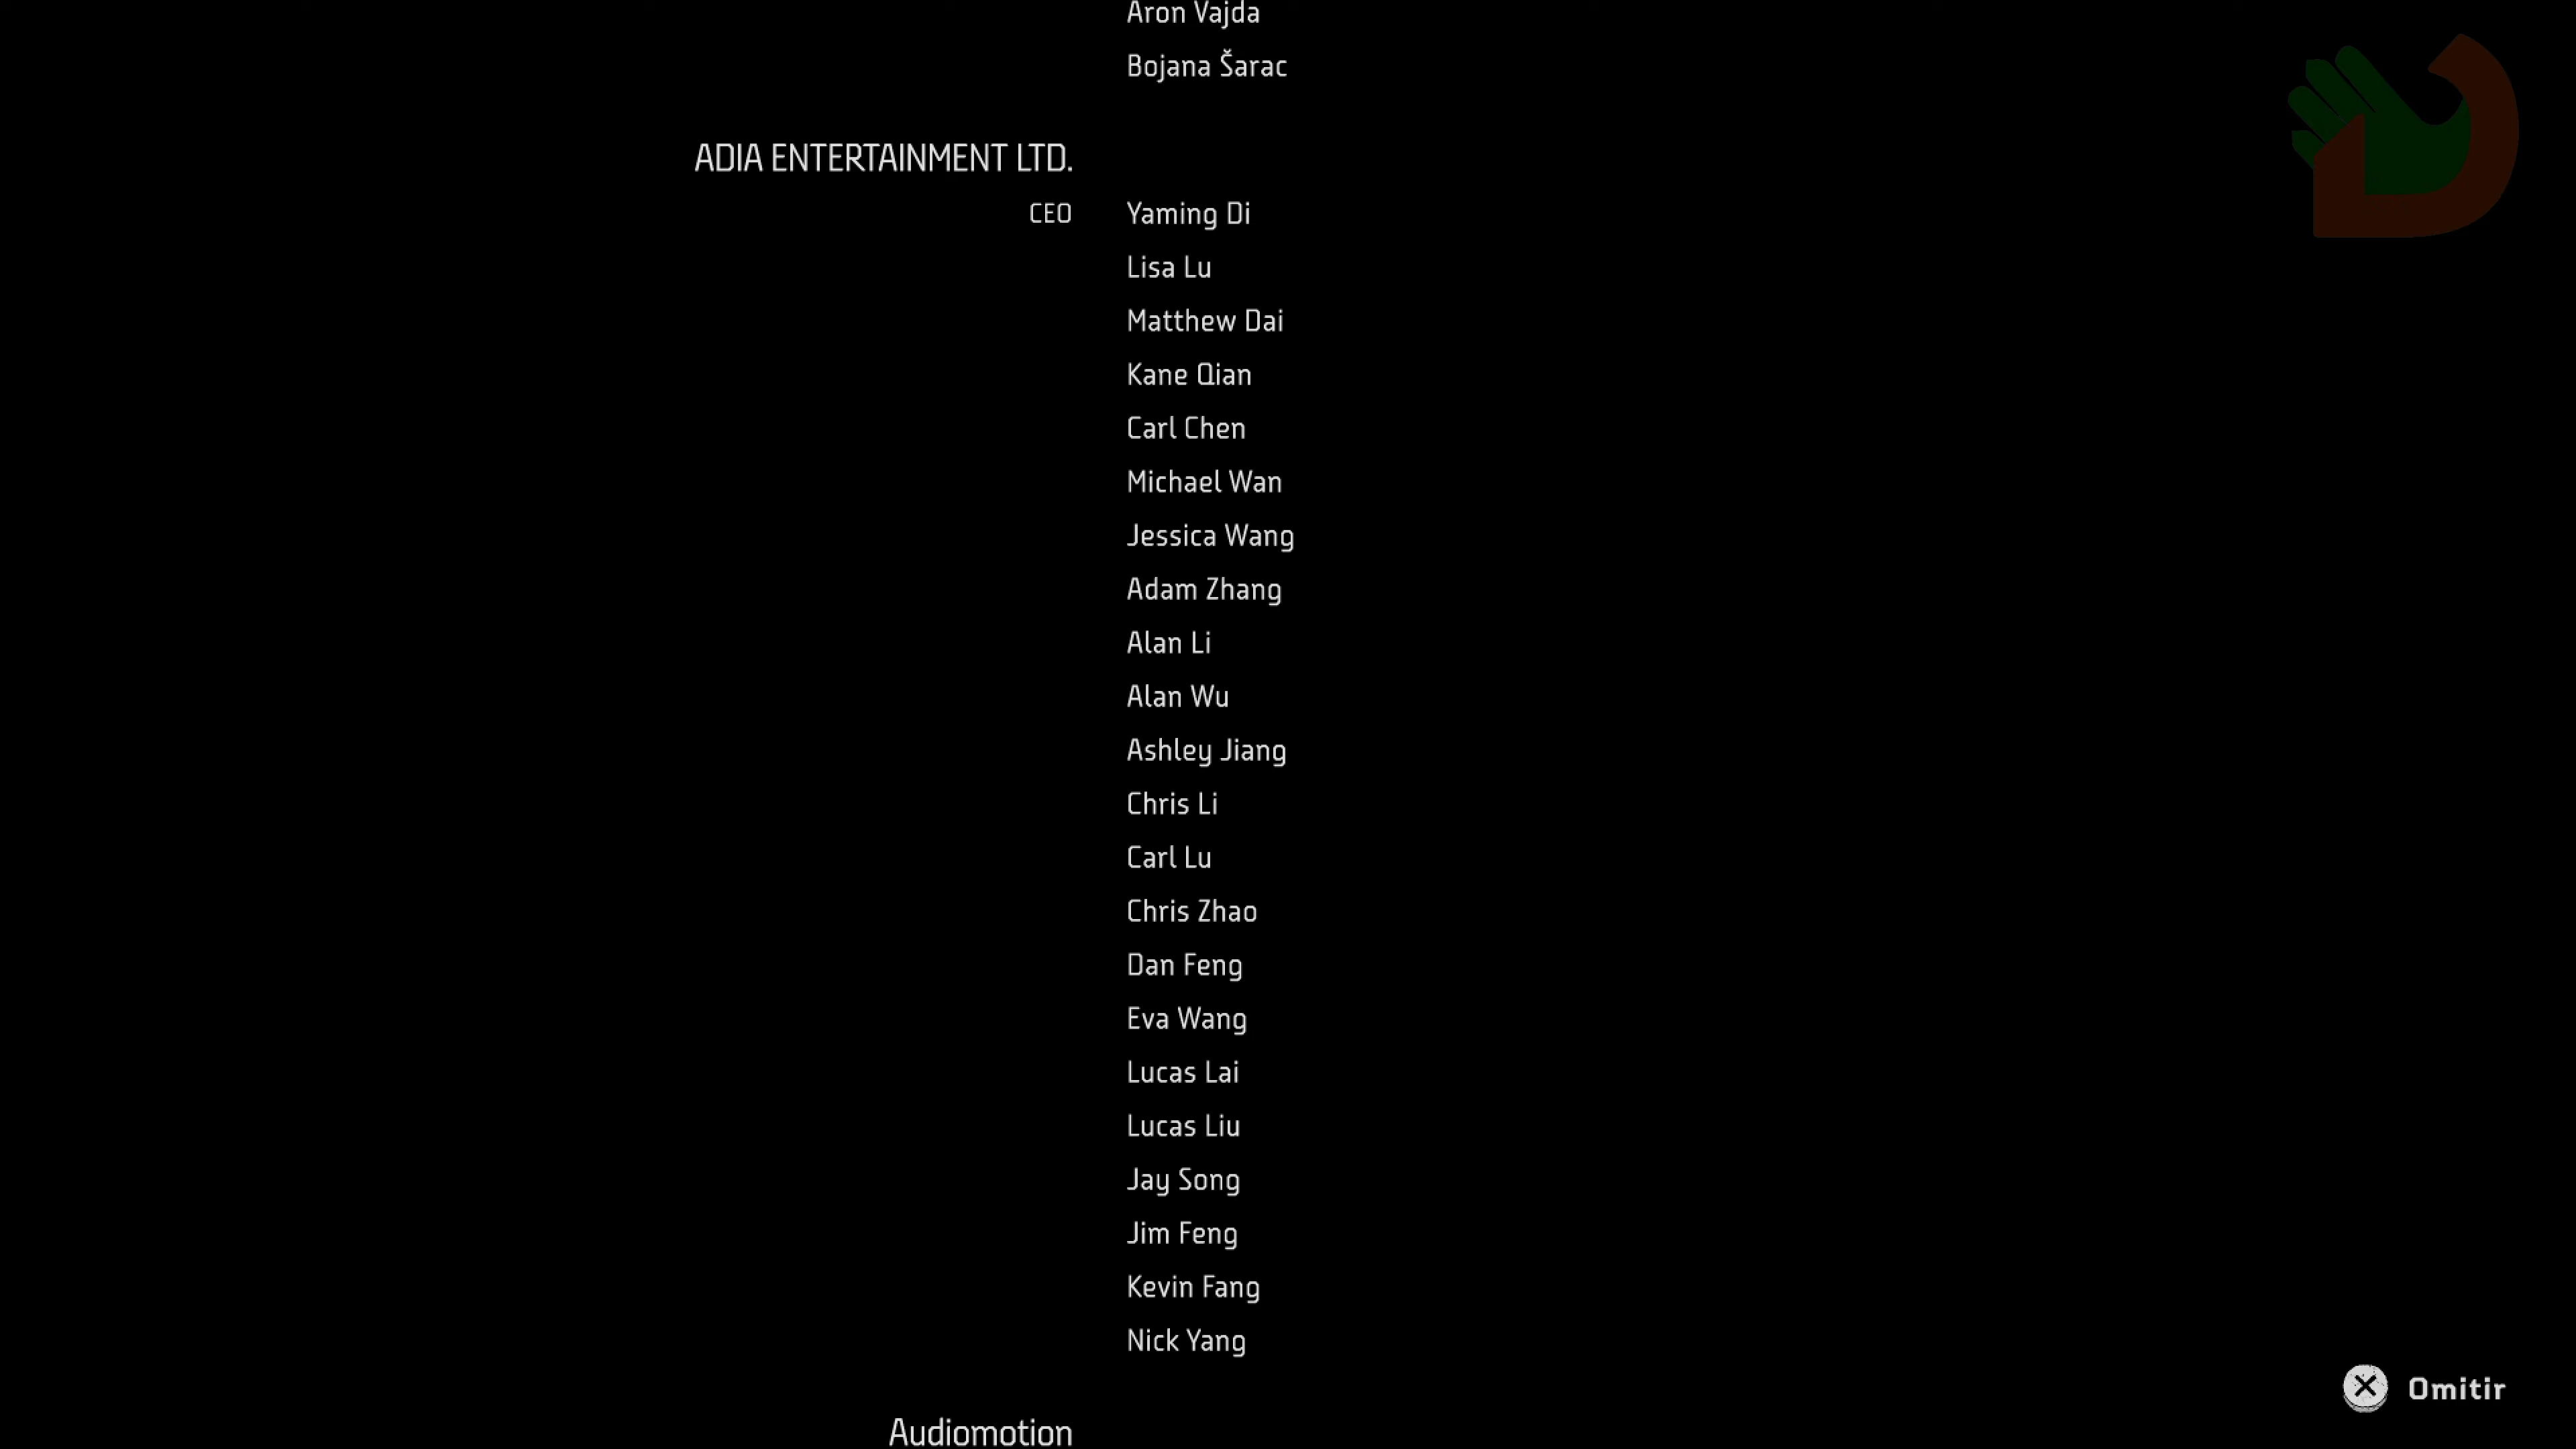 Aron Vajda
Bojana Šarac
ADIA ENTERTAINMENT LTD.
CEO Yaming Di
Lisa Lu
Matthew Dai
Kane Qian
Carl Chen
Michael Wan
Jessica Wang
Adam Zhang
Alan Li
Alan Wu
Ashley Jiang
Chris Li
Carl Lu
Chris Zhao
Dan Feng
Eva Wang
Lucas Lai
Lucas Liu
Jay Song
Jim Feng
Kevin Fang
Nick Yang
Audiomotion
Omitir